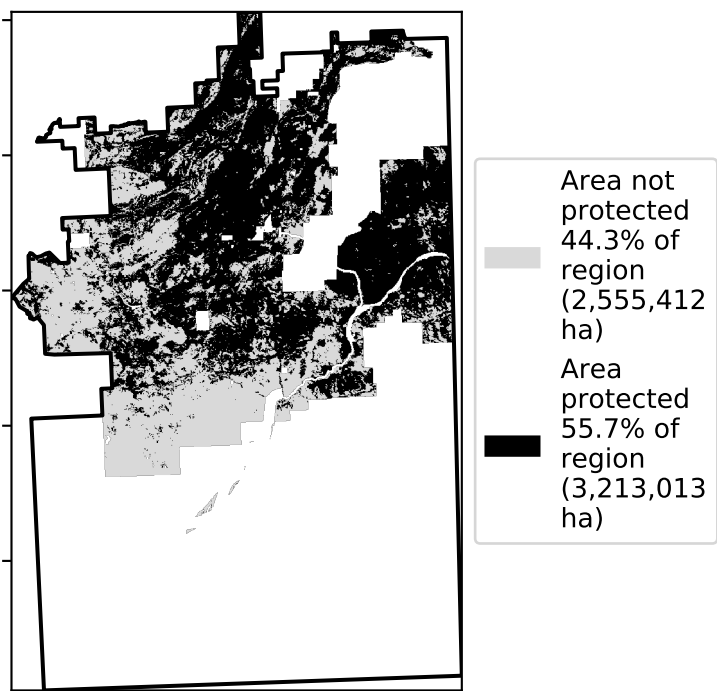 Area not
protected
44.3% of
region
(2,555,412
ha)
Area
protected
55.7% of
region
(3,213,013
ha)